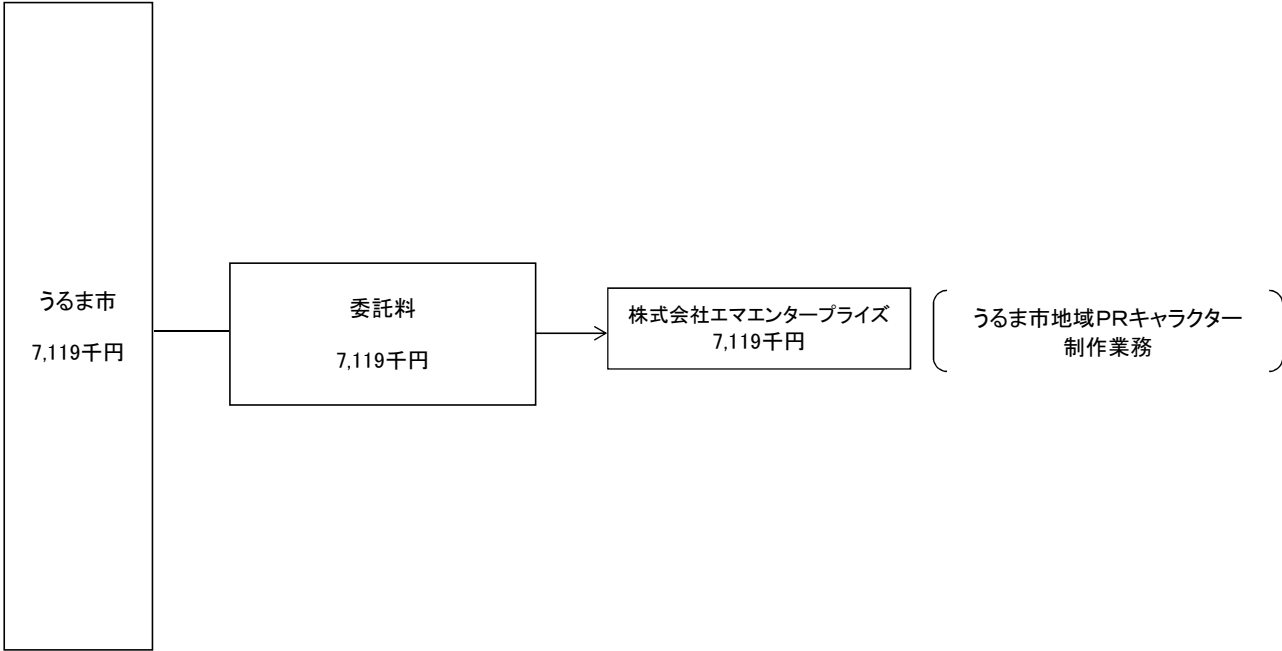 うるま市
7,119千円
委託料
7,119千円
株式会社エマエンタープライズ
7,119千円
うるま市地域PRキャラクター
制作業務